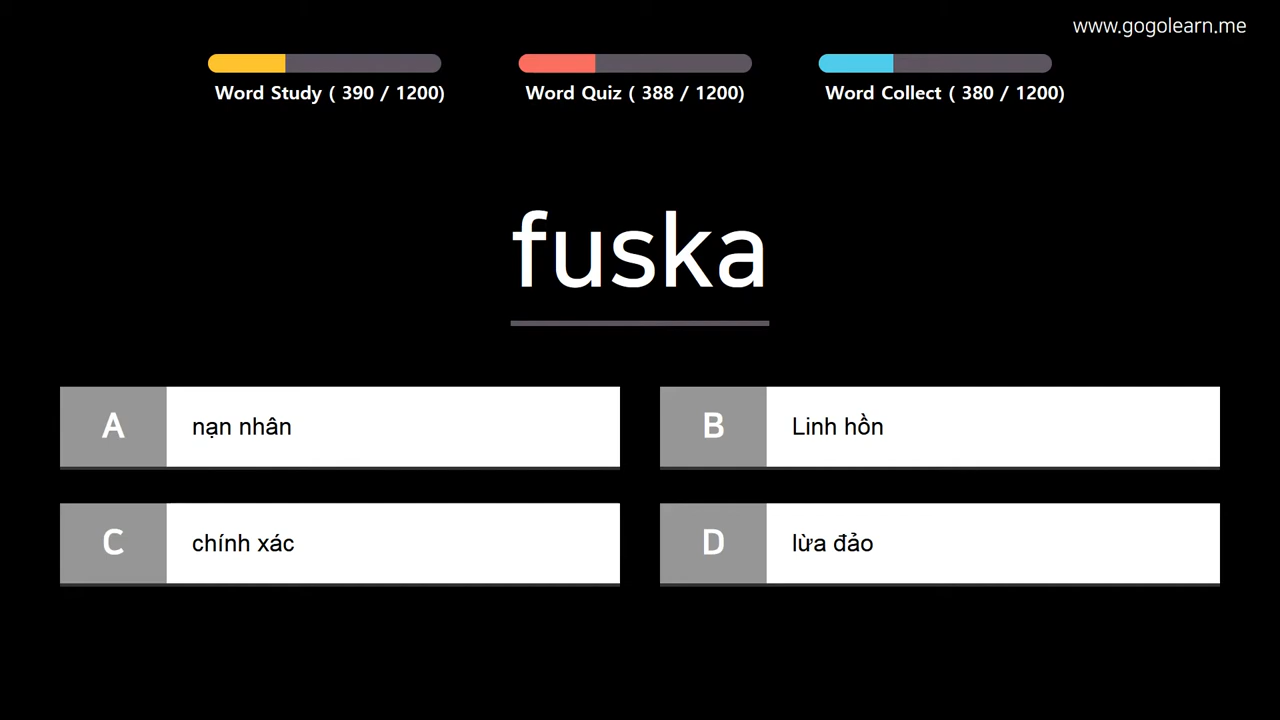 www.gogolearn.me
Word Study ( 390 / 1200)
Word Quiz ( 388 / 1200)
Word Collect ( 380 / 1200)
fuska
A nạn nhân
B Linh hồn
C chính xác
D lừa đảo